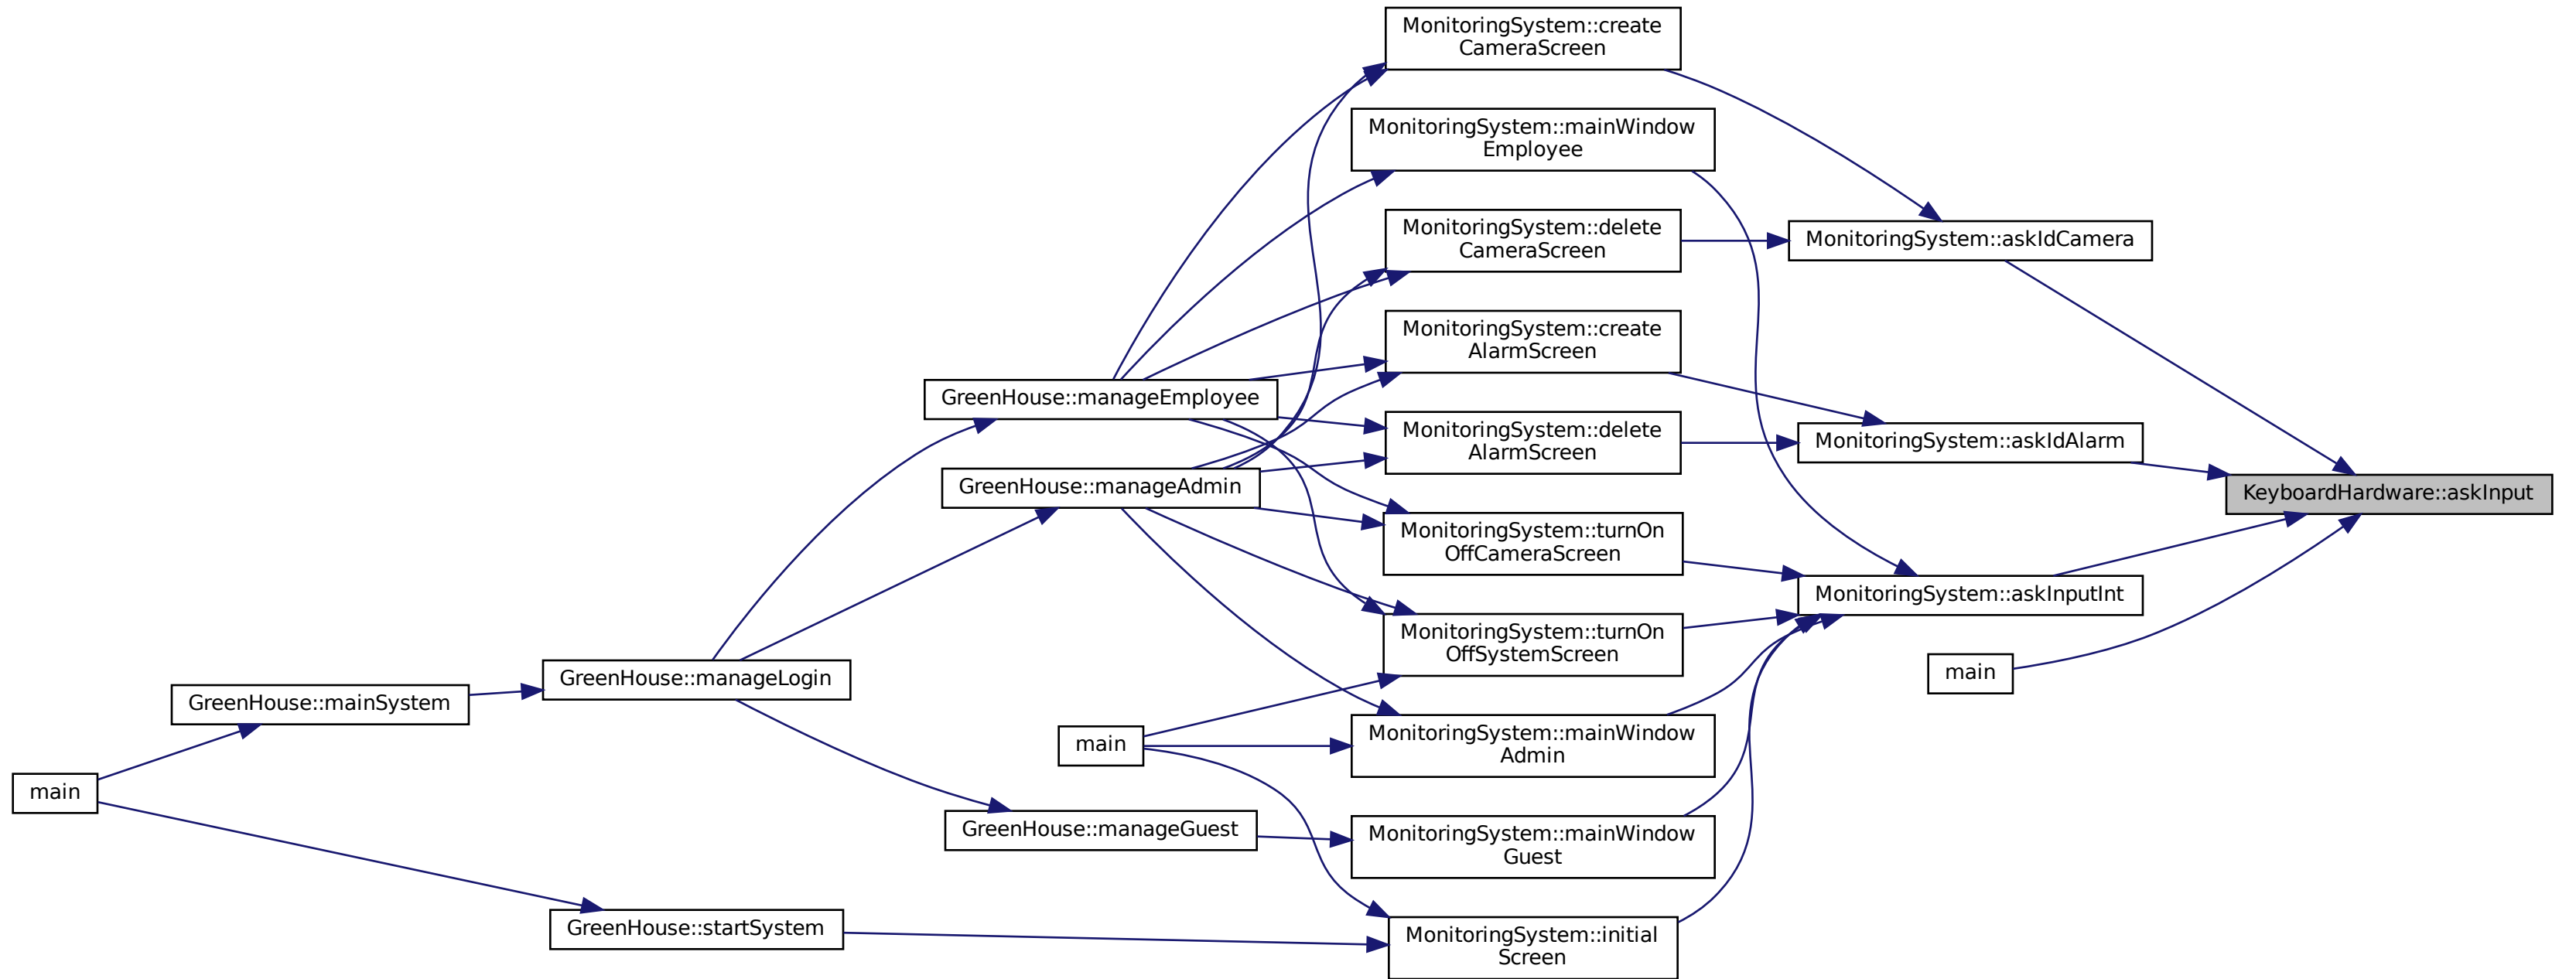 MonitoringSystem::create
CameraScreen
MonitoringSystem::mainWindow
Employee
MonitoringSystem::delete
CameraScreen
MonitoringSystem::askIdCamera
MonitoringSystem::create
AlarmScreen
GreenHouse::manageEmployee
MonitoringSystem::delete
AlarmScreen
MonitoringSystem::askIdAlarm
GreenHouse::manageAdmin
KeyboardHardware::askInput
MonitoringSystem::turnOn
OffCameraScreen
MonitoringSystem::askInputInt
MonitoringSystem::turnOn
OffSystemScreen
main
GreenHouse::manageLogin
GreenHouse::mainSystem
main
MonitoringSystem::mainWindow
Admin
main
GreenHouse::manageGuest
MonitoringSystem::mainWindow
Guest
GreenHouse::startSystem
MonitoringSystem::initial
Screen